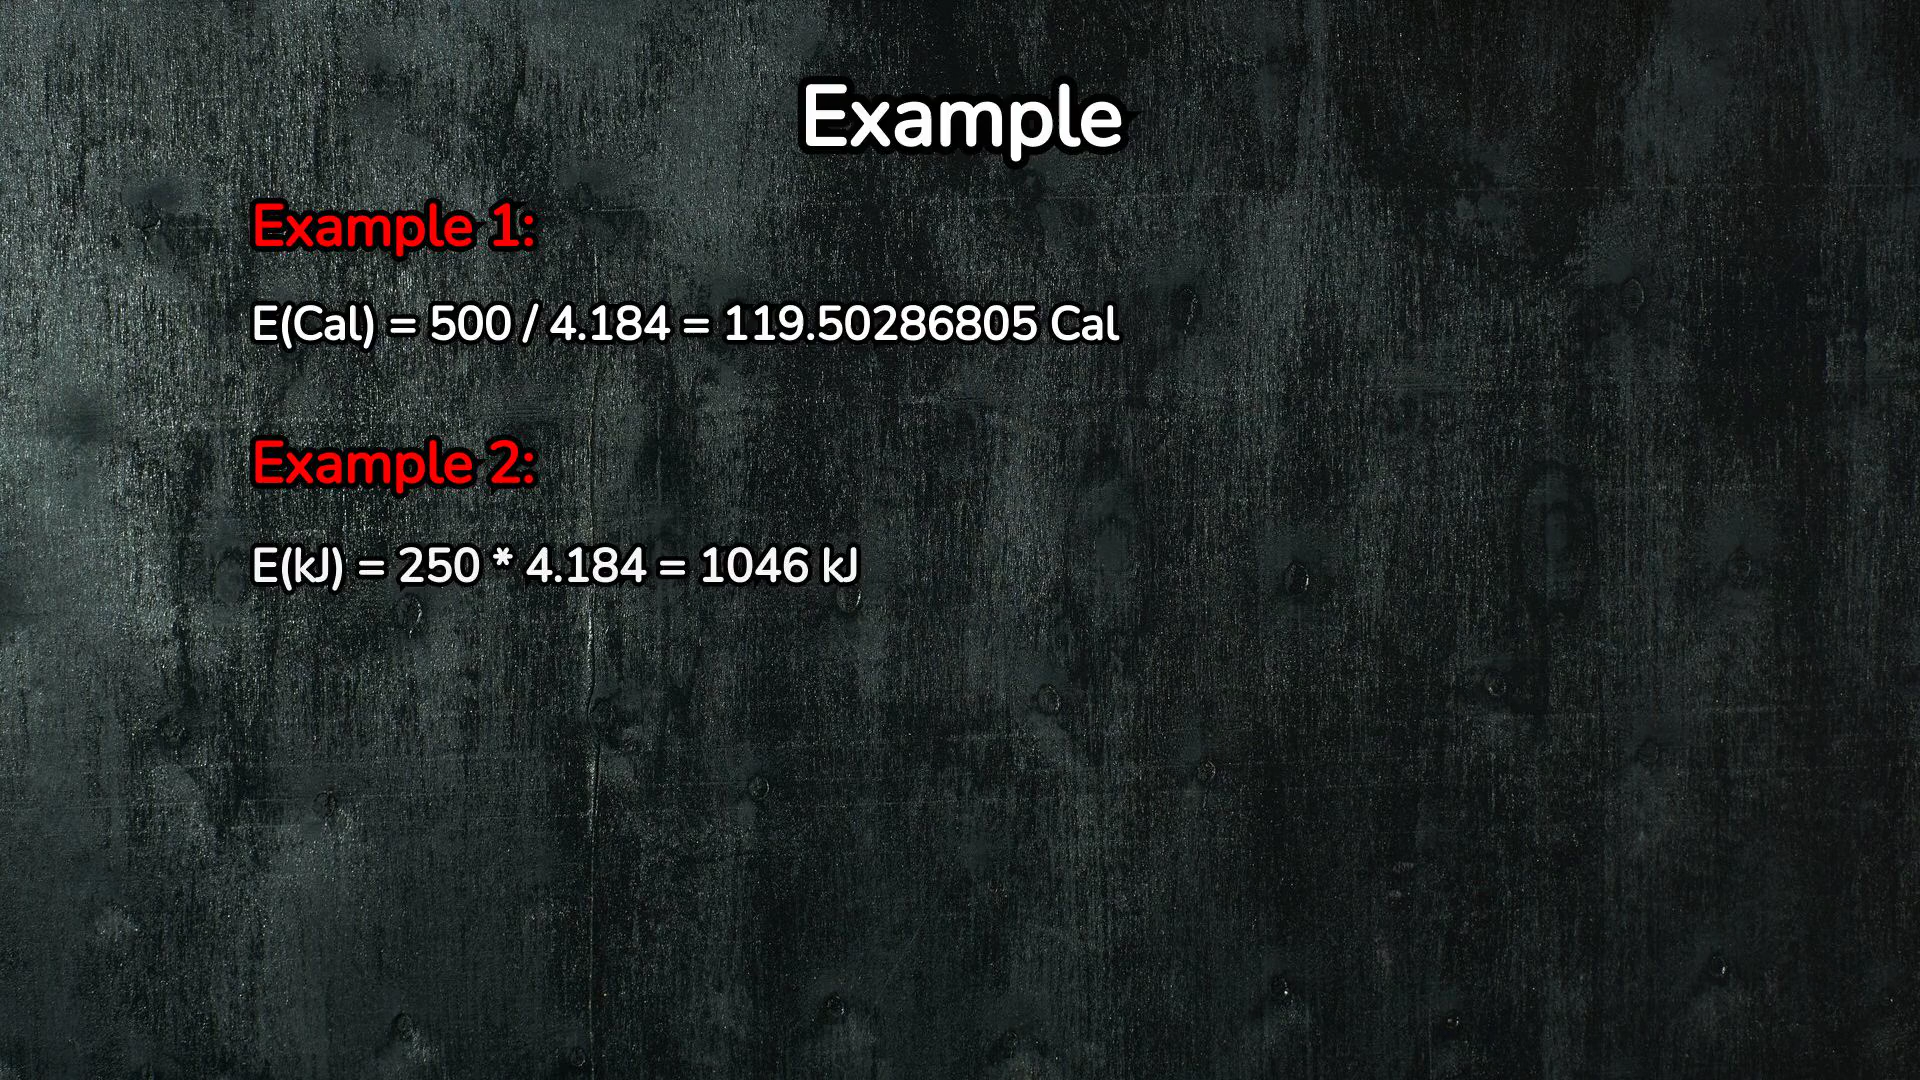 Example
Example 1:
E(Cal) = 500 / 4.184 = 119.50286805 Cal
Example 2:
E(kJ) = 250 * 4.184 = 1046 kJ